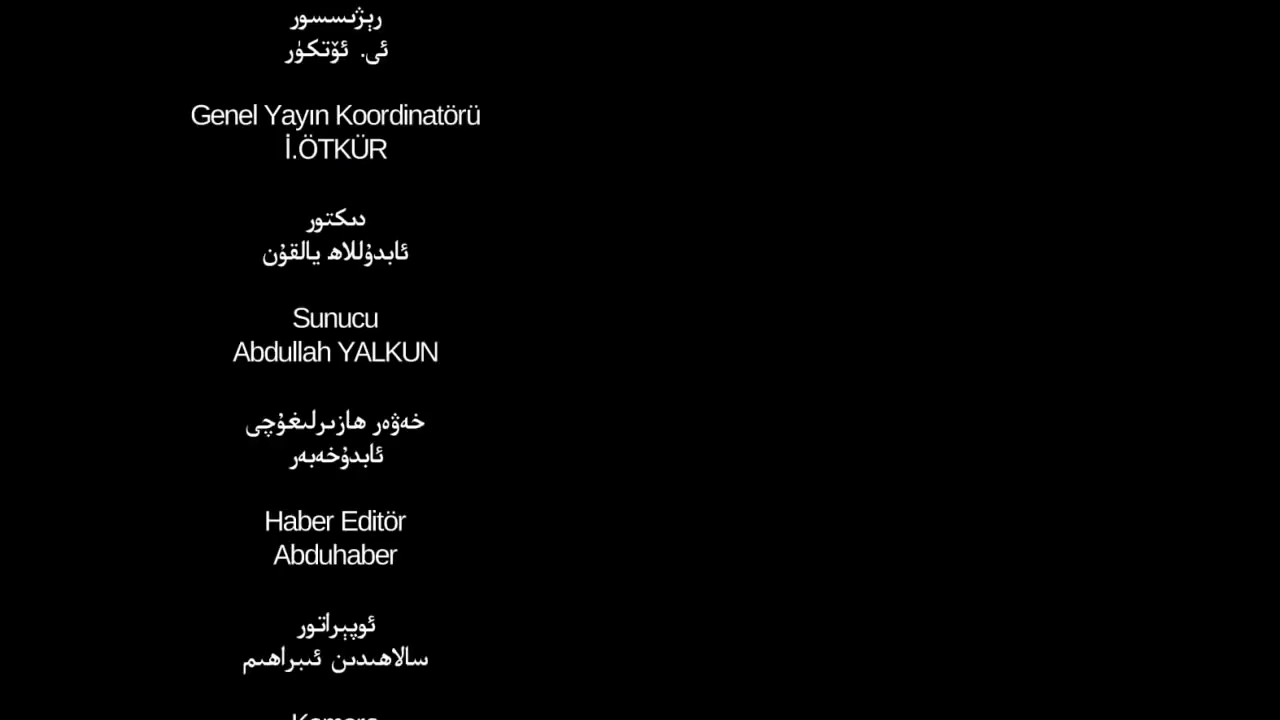 رېژىسسور
ئى. ئۆتكۈر
Genel Yayın Koordinatörü
İ.ÖTKÜR
دىكتور
ئابدۇللاھ يالقۇن
Sunucu
Abdullah YALKUN
خەۋەر ھازىرلىغۇچى
ئابدۇخەبەر
Haber Editör
Abduhaber
ئوپېراتور
سالاھىدىن ئىبراھىم
Kamera